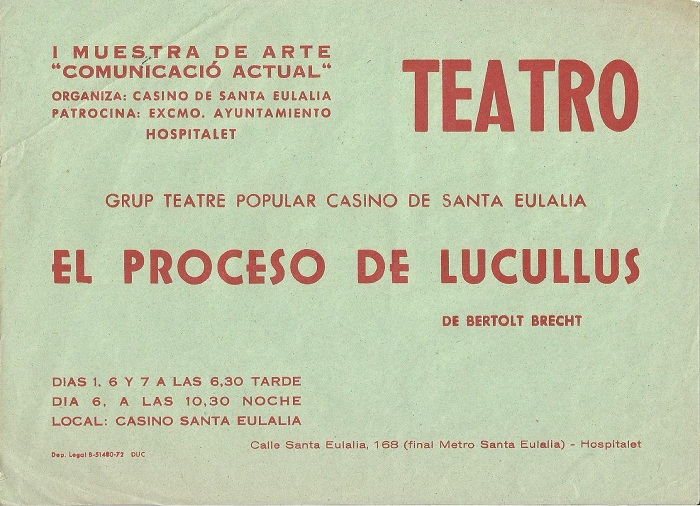 I MUESTRA DE ARTE
"COMUNICACIÓ ACTUAL"
ORGANIZA: CASINO DE SANTA EULALIA
PATROCINA: EXCMO. AYUNTAMIENTO
HOSPITALET
TEATRO
GRUP TEATRE POPULAR CASINO DE SANTA EULALIA
EL PROCESO DE LUCULLUS
DE BERTOLT BRECHT
DIAS 1, 6 Y 7 A LAS 6,30 TARDE
DIA 6, A LAS 10,30 NOCHE
LOCAL: CASINO SANTA EULALIA
Calle Santa Eulalia, 168 (final Metro Santa Eulalia) - Hospitalet
Dep. Legal B-51480-72 DUC